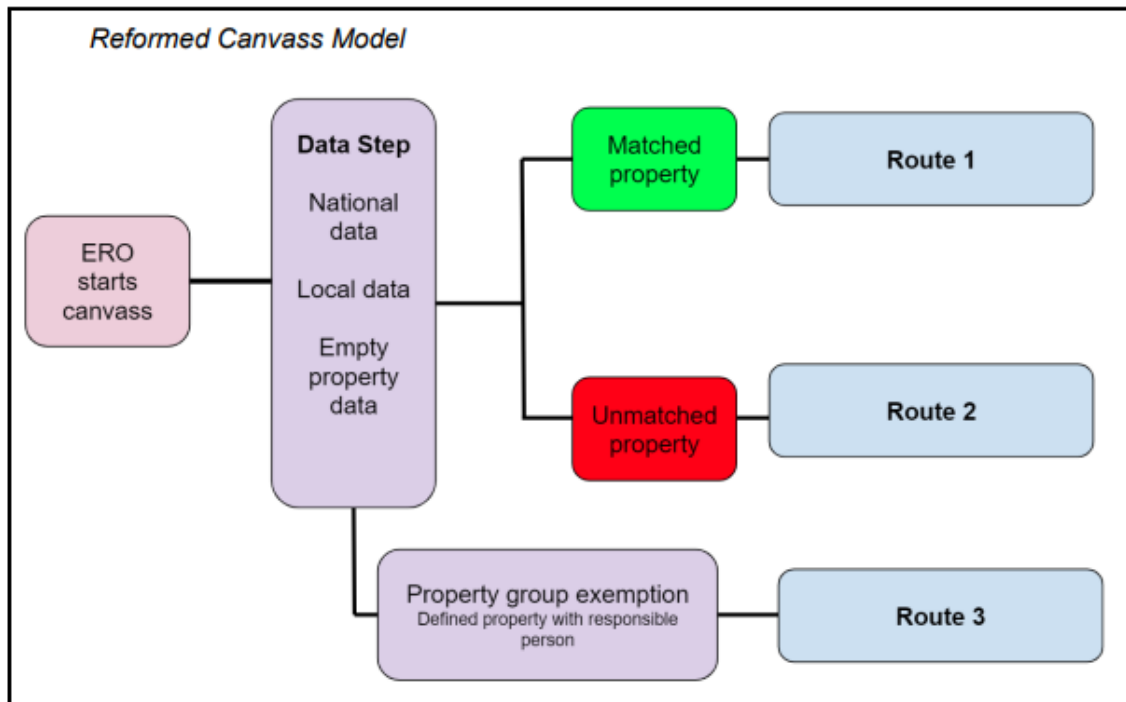 Reformed Canvass Model
ERO
starts
canvass
Data Step
National
data
Local data
Empty
property
data
Matched
property
Route 1
Unmatched
property
Route 2
Property group exemption
Defined property with responsible
person
Route 3